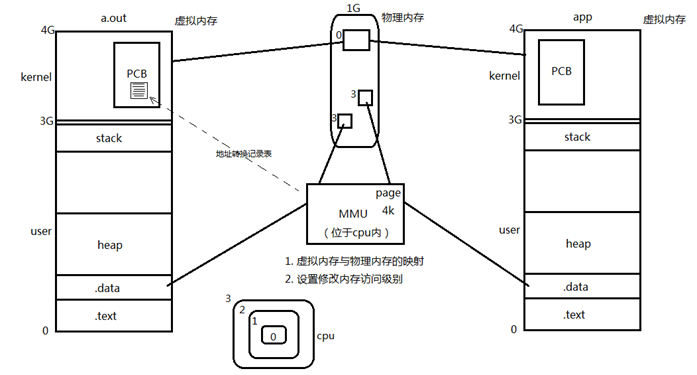 a.out
虚拟内存
4G
kernel
PCB
3G
stack
user
heap
.data
.text
0
地址转换记录表
1G
物理内存
0
3
3
page
4k
MMU
（位于cpu内）
1. 虚拟内存与物理内存的映射
2. 设置修改内存访问级别
3
2
1
0
cpu
app
虚拟内存
4G
kernel
PCB
3G
stack
user
heap
.data
.text
0